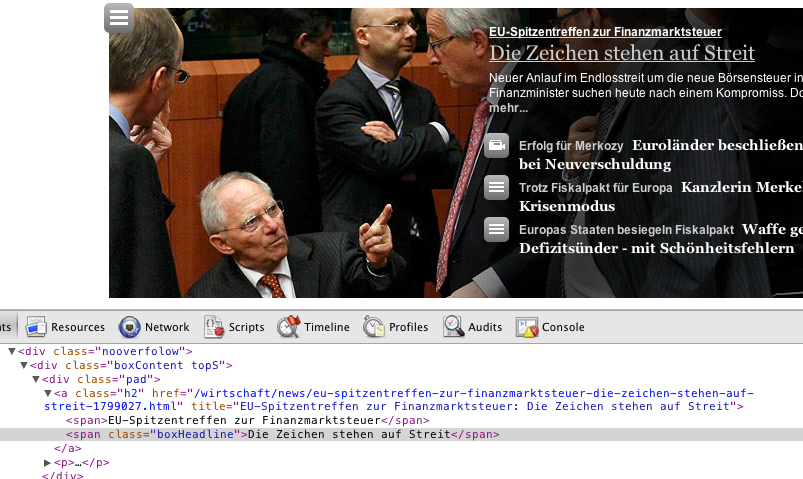 EU-Spitzentreffen zur Finanzmarktsteuer
Die Zeichen stehen auf Streit
Neuer Anlauf im Endlosstreit um die neue Börsensteuer in
Finanzminister suchen heute nach einem Kompromiss. Do
mehr...
Erfolg für Merkozy Euroländer beschließen
bei Neuverschuldung
Trotz Fiskalpakt für Europa Kanzlerin Merkel
Krisenmodus
Europas Staaten besiegeln Fiskalpakt Waffe ge
Defizitsünder - mit Schönheitsfehlern
nts Resources Network Scripts Timeline Profiles Audits Console
▼<div class="nooverfolow">
▼<div class="boxContent topS">
▼<div class="pad">
▼<a class="h2" href="/wirtschaft/news/eu-spitzentreffen-zur-finanzmarktsteuer-die-zeichen-stehen-auf-
streit-1799027.html" title="EU-Spitzentreffen zur Finanzmarktsteuer: Die Zeichen stehen auf Streit">
<span>EU-Spitzentreffen zur Finanzmarktsteuer</span>
<span class="boxHeadline">Die Zeichen stehen auf Streit</span>
</a>
▶<p>…</p>
</div>